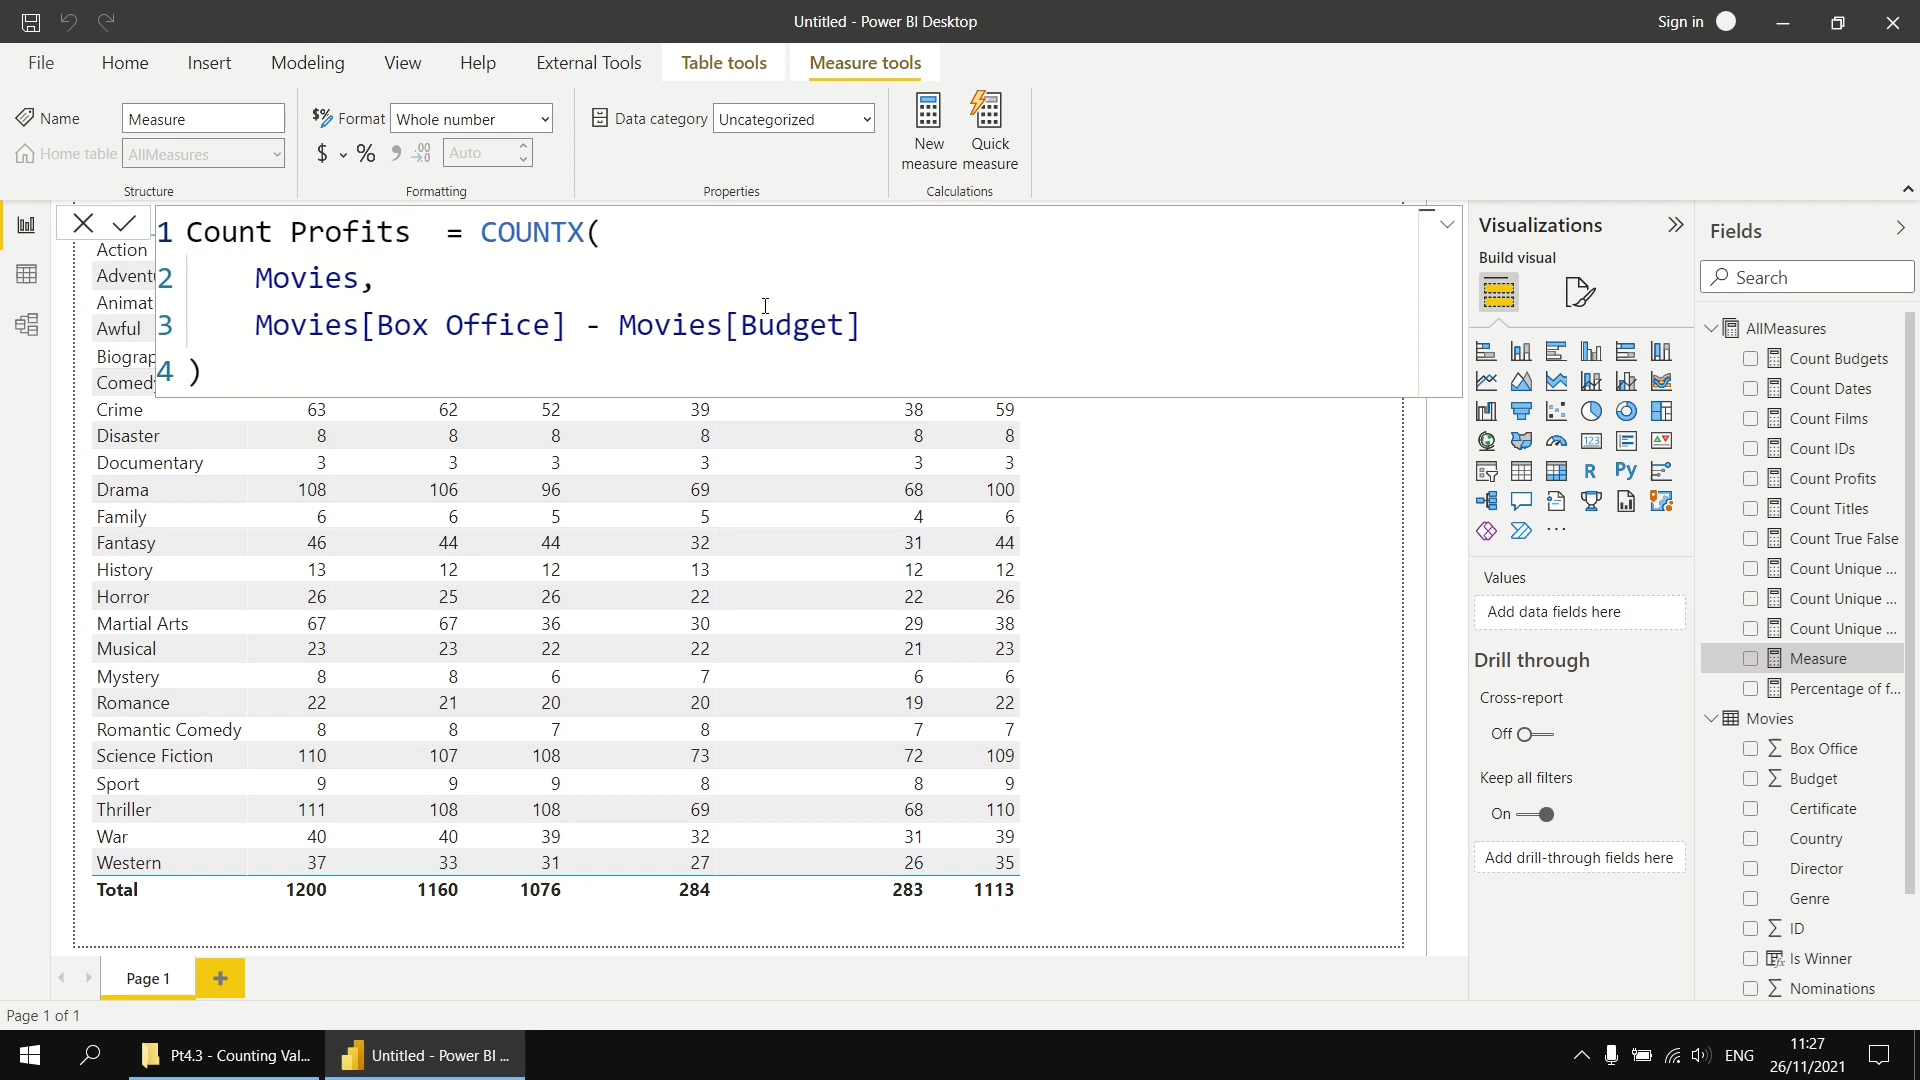 Untitled - Power BI Desktop
Sign in
File
Home
Insert
Modeling
View
Help
External Tools
Table tools
Measure tools
Name
Measure
Home table
AllMeasures
Structure
Format
Whole number
$
%
Auto
Formatting
Data category
Uncategorized
Properties
New
measure
Quick
measure
Calculations
1 Count Profits = COUNTX(
2 Movies,
3 Movies[Box Office] - Movies[Budget]
4 )
Action
Advent
Animat
Awful
Biograp
Comed
Crime 63 62 52 39 38 59
Disaster 8 8 8 8 8 8
Documentary 3 3 3 3 3 3
Drama 108 106 96 69 68 100
Family 6 6 5 5 4 6
Fantasy 46 44 44 32 31 44
History 13 12 12 13 12 12
Horror 26 25 26 22 22 26
Martial Arts 67 67 36 30 29 38
Musical 23 23 22 22 21 23
Mystery 8 8 6 7 6 6
Romance 22 21 20 20 19 22
Romantic Comedy 8 8 7 8 7 7
Science Fiction 110 107 108 73 72 109
Sport 9 9 9 8 8 9
Thriller 111 108 108 69 68 110
War 40 40 39 32 31 39
Western 37 33 31 27 26 35
Total 1200 1160 1076 284 283 1113
Visualizations
Build visual
R
Py
123
Values
Add data fields here
Drill through
Cross-report
Off
Keep all filters
On
Add drill-through fields here
Fields
Search
AllMeasures
Count Budgets
Count Dates
Count Films
Count IDs
Count Profits
Count Titles
Count True False
Count Unique ...
Count Unique ...
Count Unique ...
Measure
Percentage of f...
Movies
Box Office
Budget
Certificate
Country
Director
Genre
ID
Is Winner
Nominations
Page 1
Page 1 of 1
Pt4.3 - Counting Val...
Untitled - Power BI ...
ENG
11:27
26/11/2021